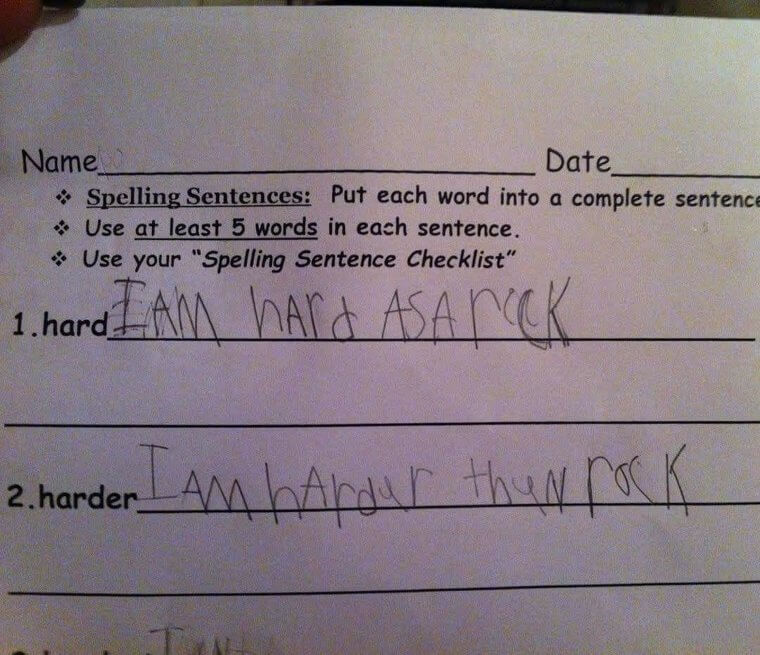 Name Date
❖ Spelling Sentences: Put each word into a complete sentence
❖ Use at least 5 words in each sentence.
❖ Use your “Spelling Sentence Checklist”
1.hard I AM hArd AS A rocK
2.harder I AM hArdur thuN rocK